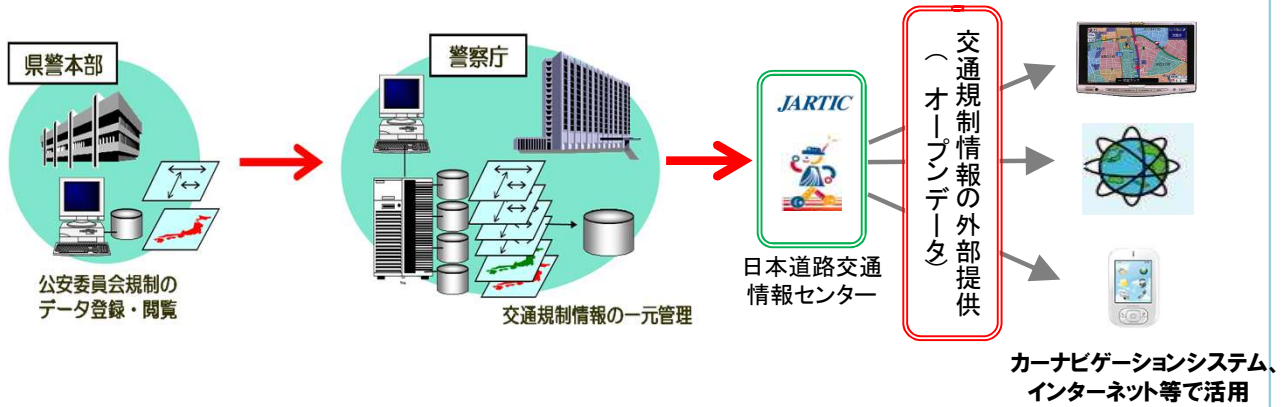 県警本部
公安委員会規制の
データ登録・閲覧
警察庁
交通規制情報の一元管理
JARTIC
日本道路交通
情報センター
交通規制情報の外部提供
（オープンデータ）
カーナビゲーションシステム、
インターネット等で活用